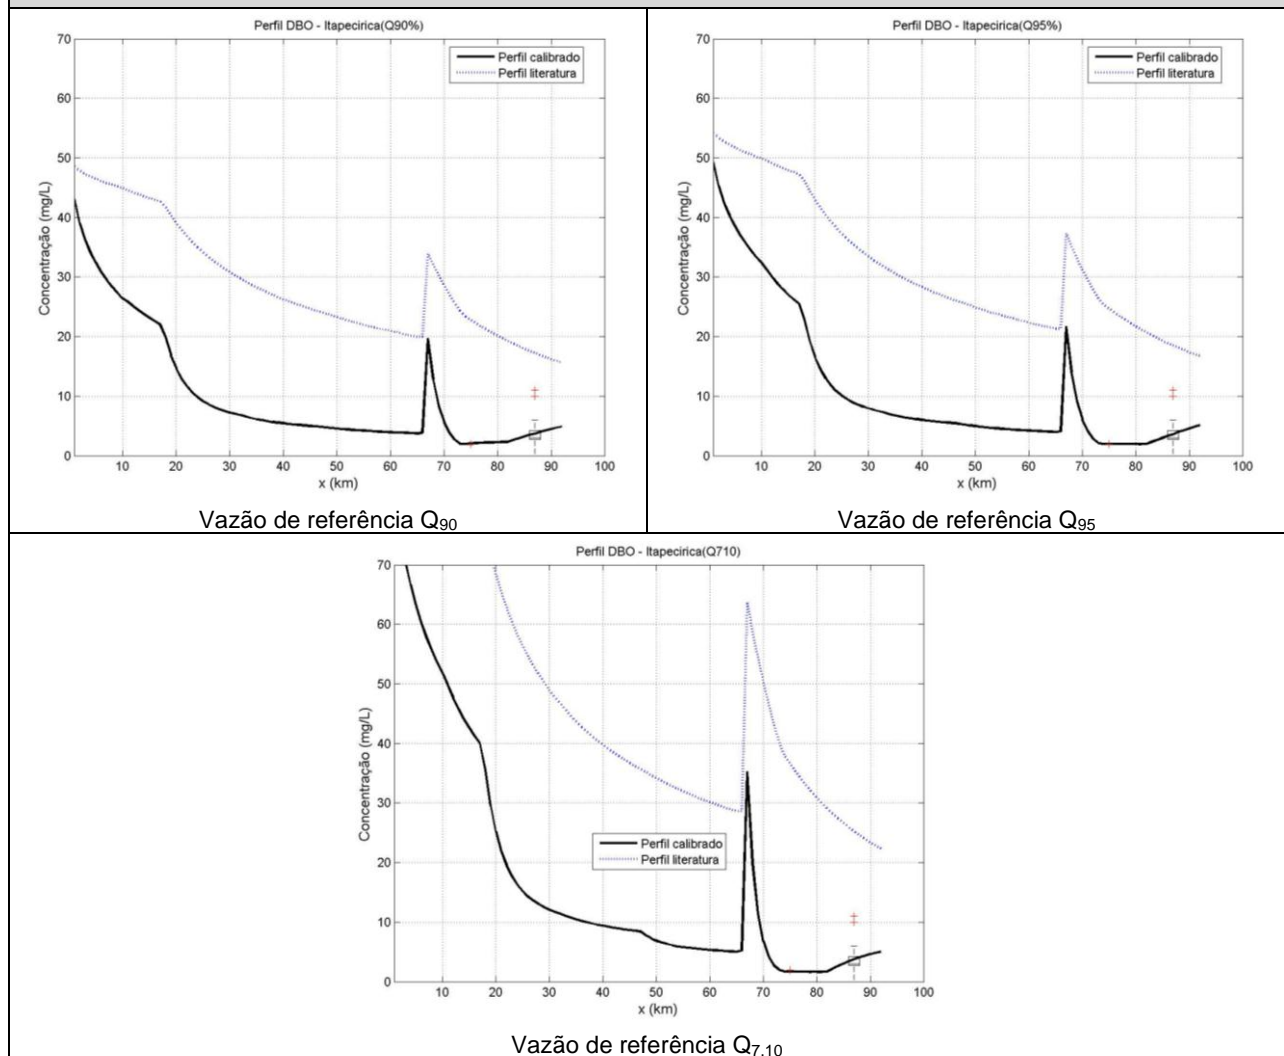 Perfil DBO - Itapecirica(Q90%)
Perfil calibrado
Perfil literatura
Concentração (mg/L)
70
60
50
40
30
20
10
0
10 20 30 40 50 60 70 80 90 100
x (km)
Vazão de referência Q90
Perfil DBO - Itapecirica(Q95%)
Perfil calibrado
Perfil literatura
Concentração (mg/L)
70
60
50
40
30
20
10
0
10 20 30 40 50 60 70 80 90 100
x (km)
Vazão de referência Q95
Perfil DBO - Itapecirica(Q710)
Perfil calibrado
Perfil literatura
Concentração (mg/L)
70
60
50
40
30
20
10
0
10 20 30 40 50 60 70 80 90 100
x (km)
Vazão de referência Q7,10